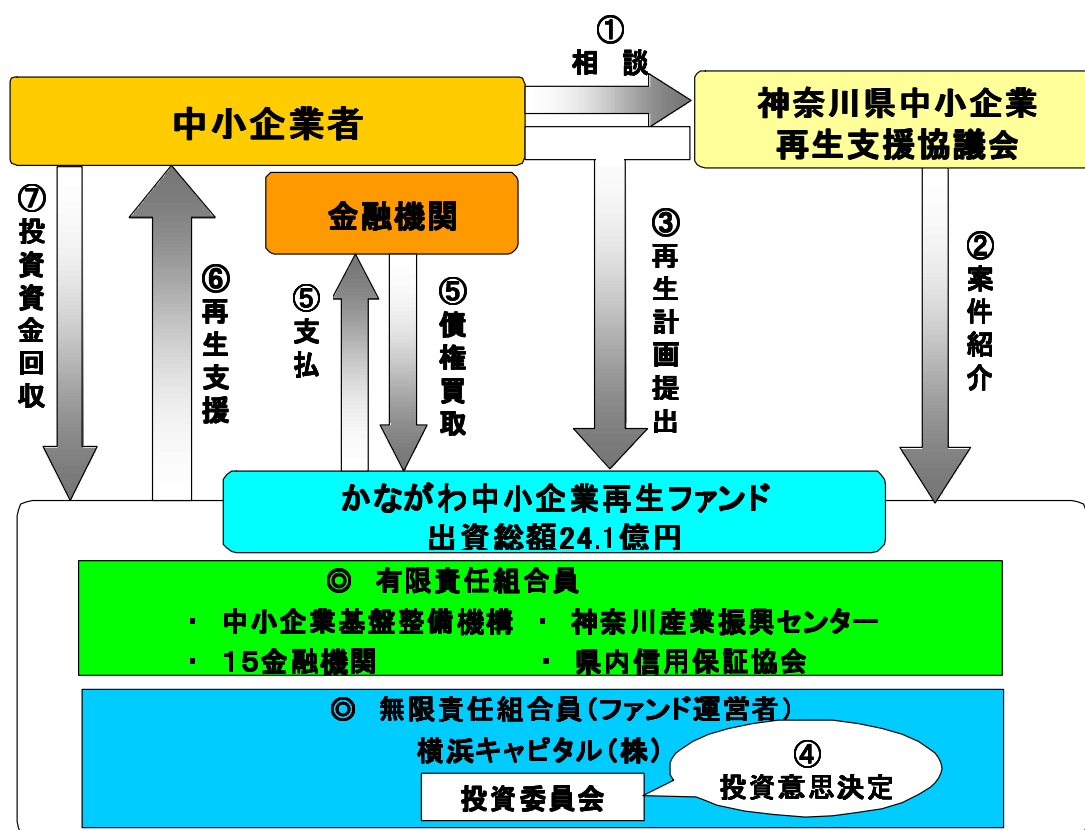 ①
相 談
中小企業者
神奈川県中小企業
再生支援協議会
金融機関
⑦投資資金回収
⑥再生支援
⑤支払
⑤債権買取
③再生計画提出
②案件紹介
かながわ中小企業再生ファンド
出資総額24.1億円
◎ 有限責任組合員
・ 中小企業基盤整備機構 ・ 神奈川産業振興センター
・ 15金融機関 ・ 県内信用保証協会
◎ 無限責任組合員(ファンド運営者)
横浜キャピタル(株)
④
投資意思決定
投資委員会